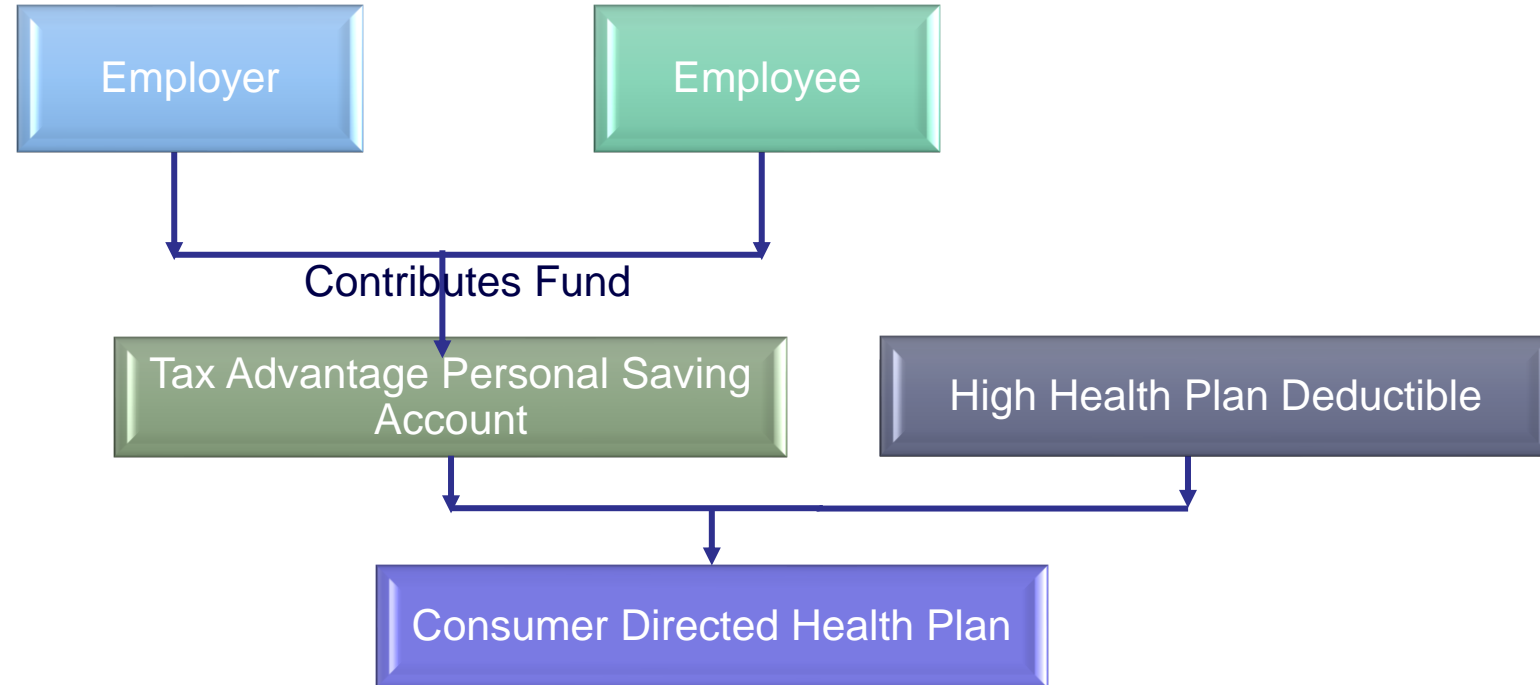 Employer
Employee
Contributes Fund
Tax Advantage Personal Saving
Account
High Health Plan Deductible
Consumer Directed Health Plan